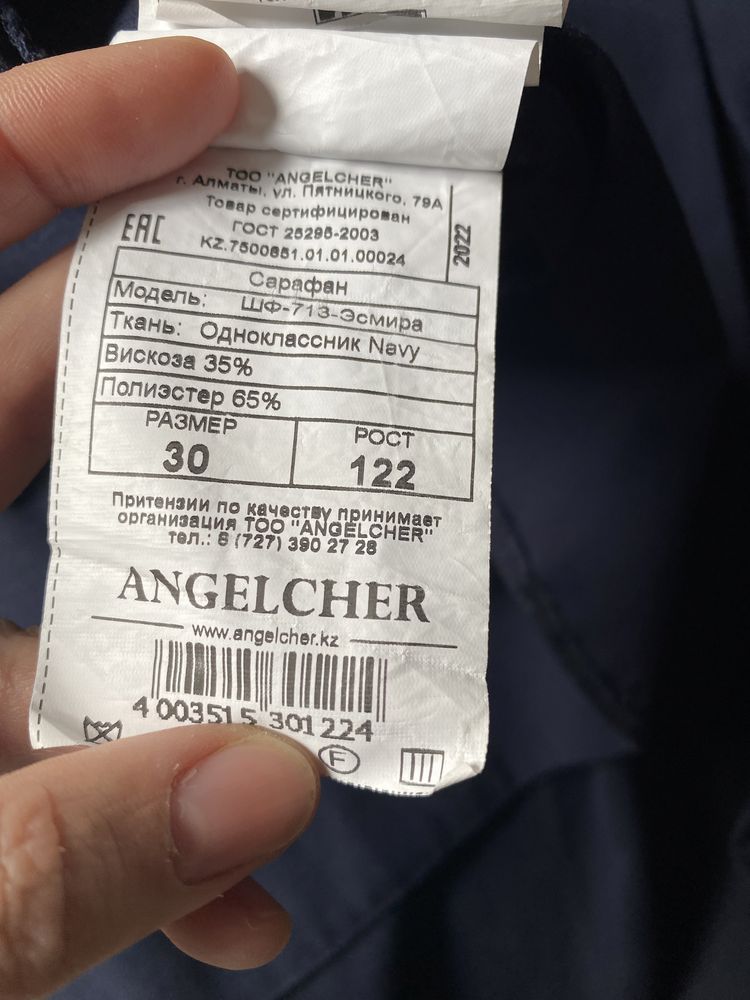 ТОО "ANGELCHER"
г. Алматы, ул. Пятницкого, 79А
Товар сертифицирован
ГОСТ 25295-2003
KZ.7500851.01.01.00024
EAC
2022
Сарафан
Модель: ШФ-713-Эсмира
Ткань: Одноклассник Navy
Вискоза 35%
Полиэстер 65%
РАЗМЕР РОСТ
30 122
Притензии по качеству принимает
организация ТОО "ANGELCHER"
тел.: 8 (727) 390 27 28
ANGELCHER
www.angelcher.kz
4 003515 301224
F